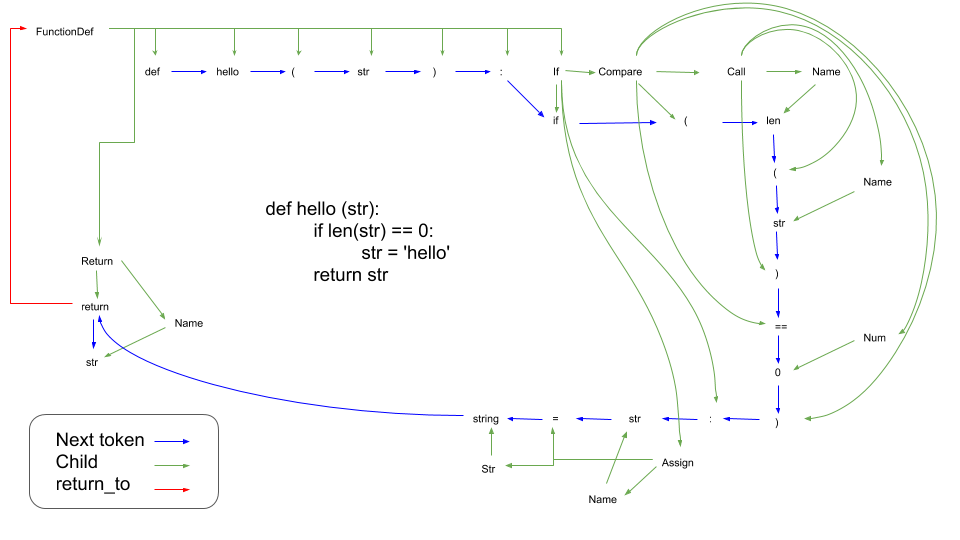 FunctionDef
def hello ( str ) : If Compare Call Name
if ( len
(
Name
str
def hello (str):
if len(str) == 0:
str = 'hello'
return str
)
Return
return
Name
==
Num
str
0
string = str : )
Str
Assign
Name
Next token
Child
return_to